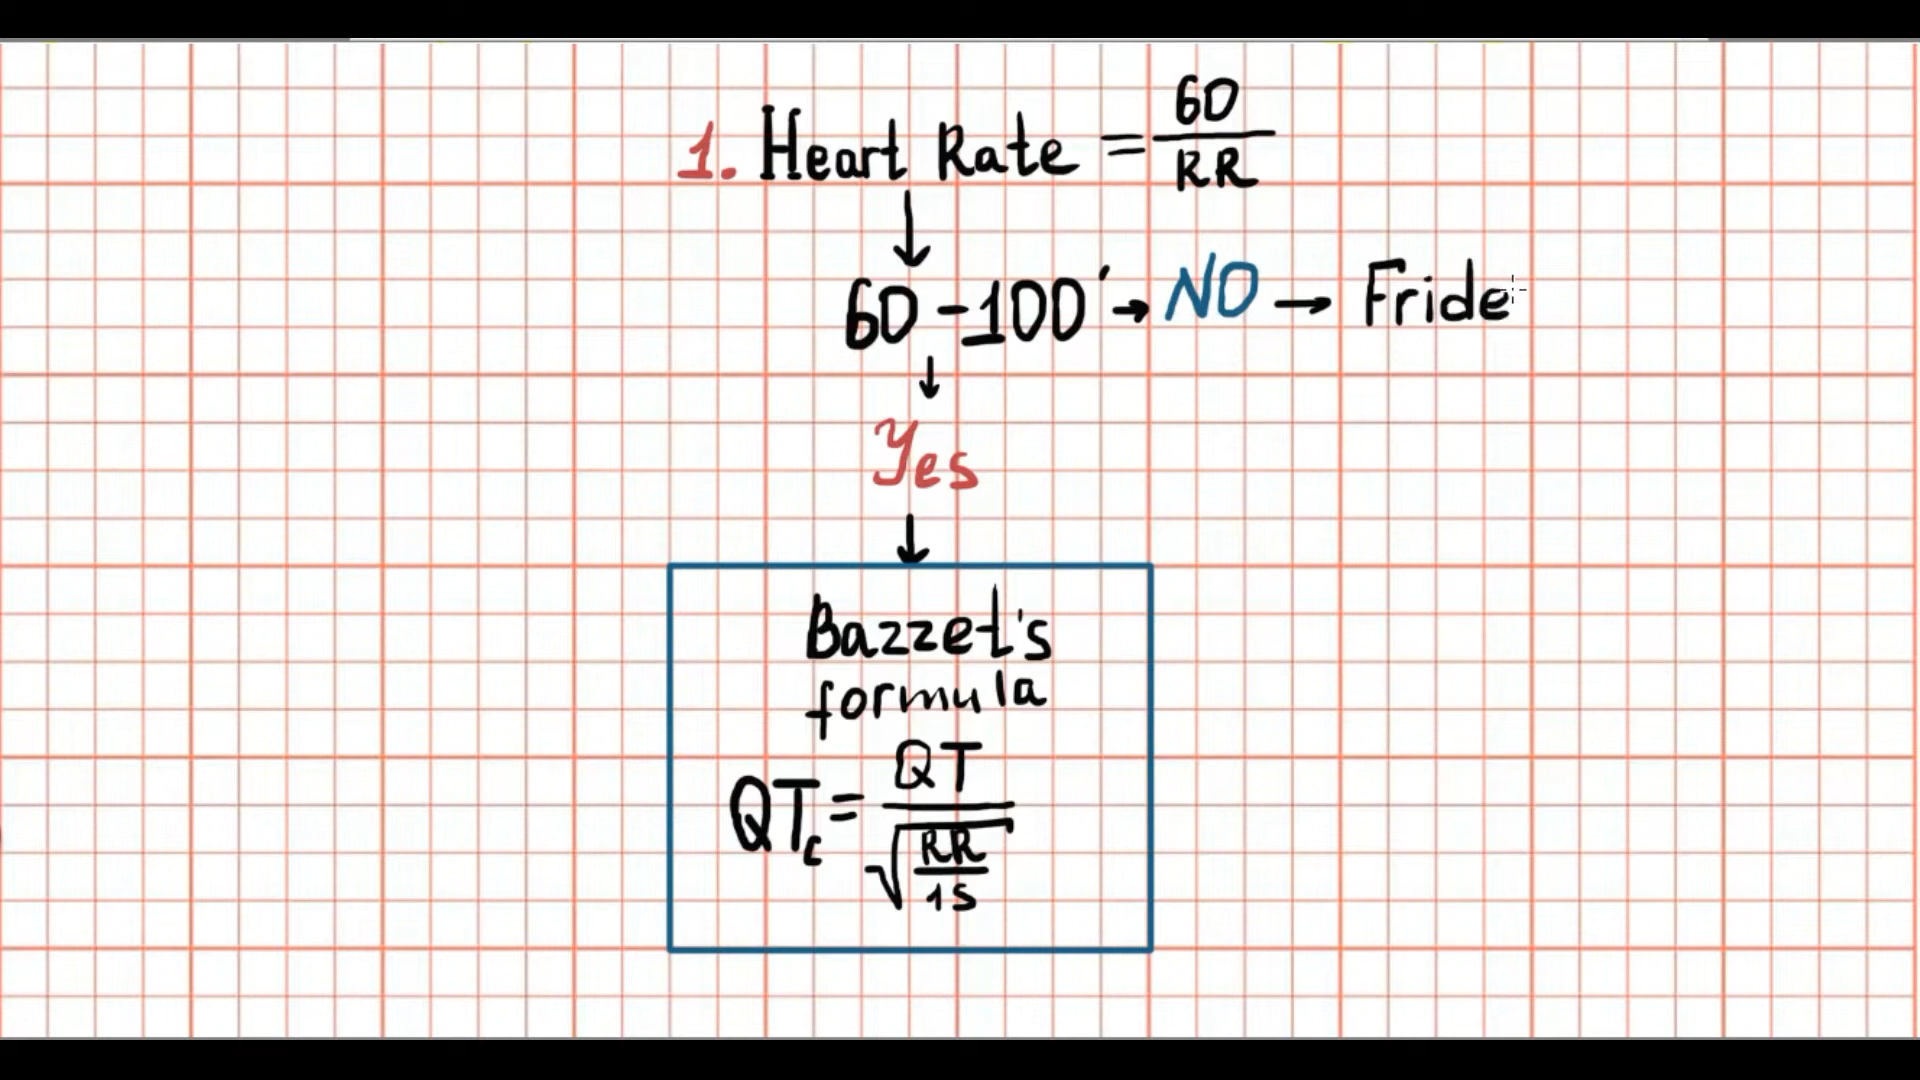 1. Heart Rate = 60 / RR
60 - 100' → NO → Fride
Yes
Bazzet's
formula
QTc = QT / √(RR / 1s)